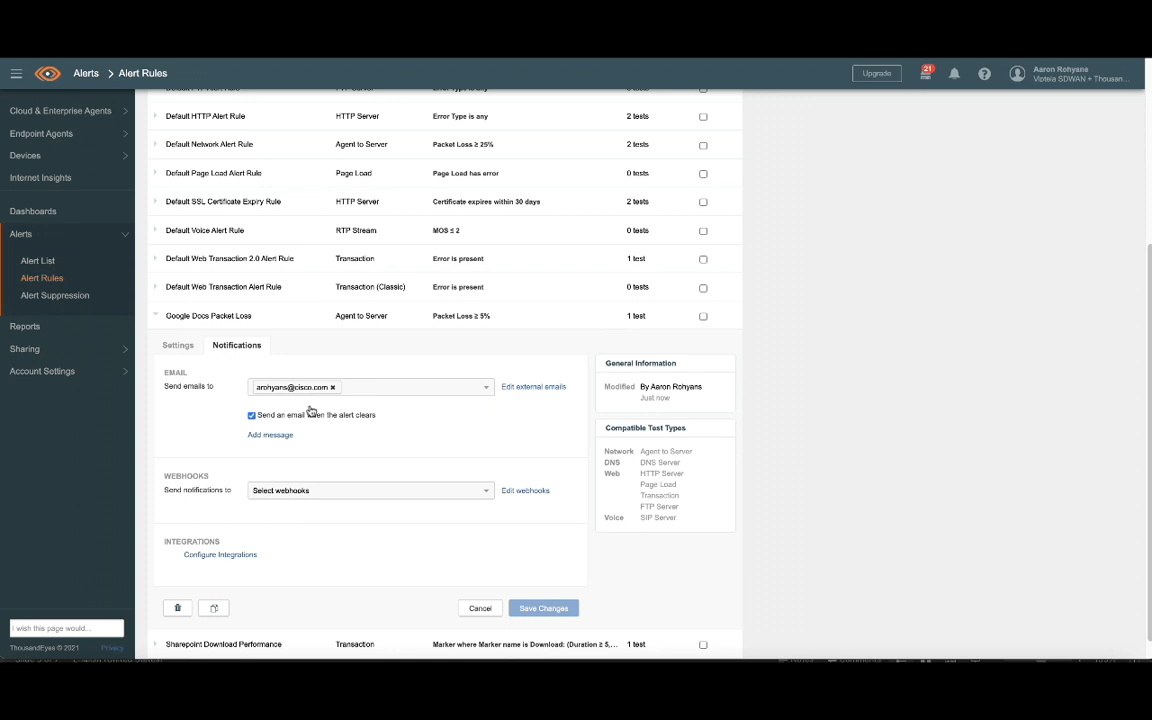 Alerts > Alert Rules
Upgrade
21
Aaron Rohyans
Viptela SDWAN + Thousan...
Cloud & Enterprise Agents
Endpoint Agents
Devices
Internet Insights
Dashboards
Alerts
Alert List
Alert Rules
Alert Suppression
Reports
Sharing
Account Settings
I wish this page would...
ThousandEyes © 2021 Privacy
Default HTTP Alert Rule HTTP Server Error Type is any 2 tests
Default Network Alert Rule Agent to Server Packet Loss ≥ 25% 2 tests
Default Page Load Alert Rule Page Load Page Load has error 0 tests
Default SSL Certificate Expiry Rule HTTP Server Certificate expires within 30 days 2 tests
Default Voice Alert Rule RTP Stream MOS ≤ 2 0 tests
Default Web Transaction 2.0 Alert Rule Transaction Error is present 1 test
Default Web Transaction Alert Rule Transaction (Classic) Error is present 0 tests
Google Docs Packet Loss Agent to Server Packet Loss ≥ 5% 1 test
Settings Notifications
EMAIL
Send emails to arohyans@cisco.com × Edit external emails
Send an email when the alert clears
Add message
WEBHOOKS
Send notifications to Select webhooks Edit webhooks
INTEGRATIONS
Configure Integrations
Cancel Save Changes
General Information
Modified By Aaron Rohyans
Just now
Compatible Test Types
Network Agent to Server
DNS DNS Server
Web HTTP Server
Page Load
Transaction
FTP Server
Voice SIP Server
Sharepoint Download Performance Transaction Marker where Marker name is Download: (Duration ≥ 5,... 1 test